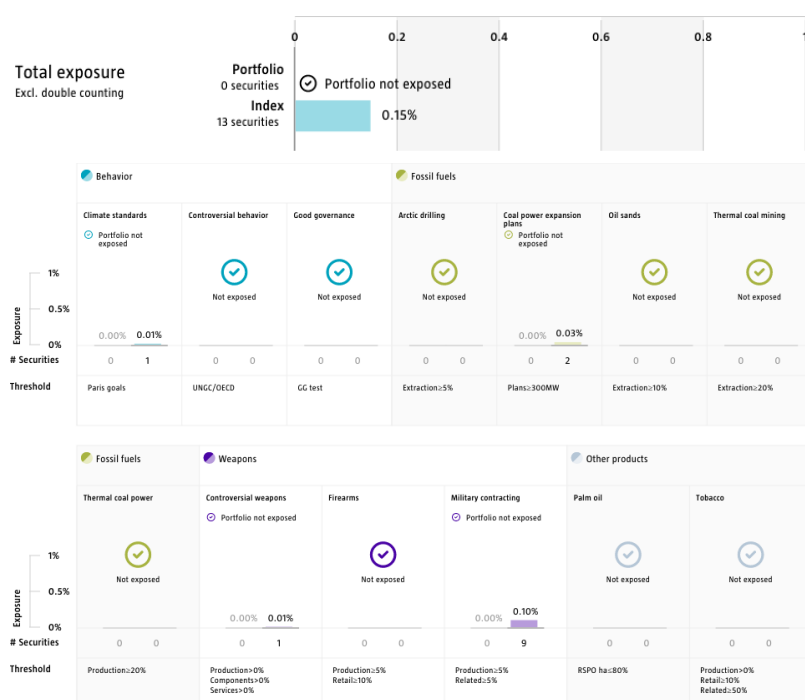 0 0.2 0.4 0.6 0.8 1
Total exposure
Excl. double counting
Portfolio
0 securities
Portfolio not exposed
Index
13 securities
0.15%
Behavior
Fossil fuels
Climate standards
Controversial behavior
Good governance
Arctic drilling
Coal power expansion
plans
Oil sands
Thermal coal mining
Portfolio not
exposed
Portfolio not
exposed
Not exposed
Not exposed
Not exposed
Not exposed
Not exposed
Exposure
1%
0.5%
0%
0.00% 0.01%
0.00% 0.03%
# Securities
0 1
0 0
0 0
0 0
0 2
0 0
0 0
Threshold
Paris goals
UNGC/OECD
GG test
Extraction≥5%
Plans≥300MW
Extraction≥10%
Extraction≥20%
Fossil fuels
Weapons
Other products
Thermal coal power
Controversial weapons
Firearms
Military contracting
Palm oil
Tobacco
Portfolio not exposed
Portfolio not exposed
Not exposed
Not exposed
Not exposed
Not exposed
Exposure
1%
0.5%
0%
0.00% 0.01%
0.00% 0.10%
# Securities
0 0
0 1
0 0
0 9
0 0
0 0
Threshold
Production≥20%
Production>0%
Components>0%
Services>0%
Production≥5%
Retail≥10%
Production≥5%
Related≥5%
RSPO ha≤80%
Production>0%
Retail≥10%
Related≥50%